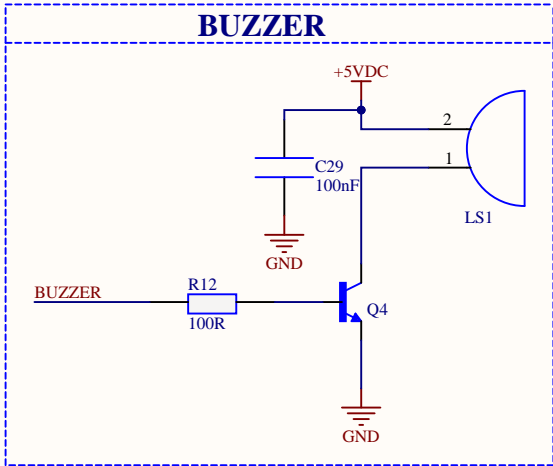 BUZZER
+5VDC
2
C29
1
100nF
LS1
GND
R12
BUZZER
Q4
100R
GND